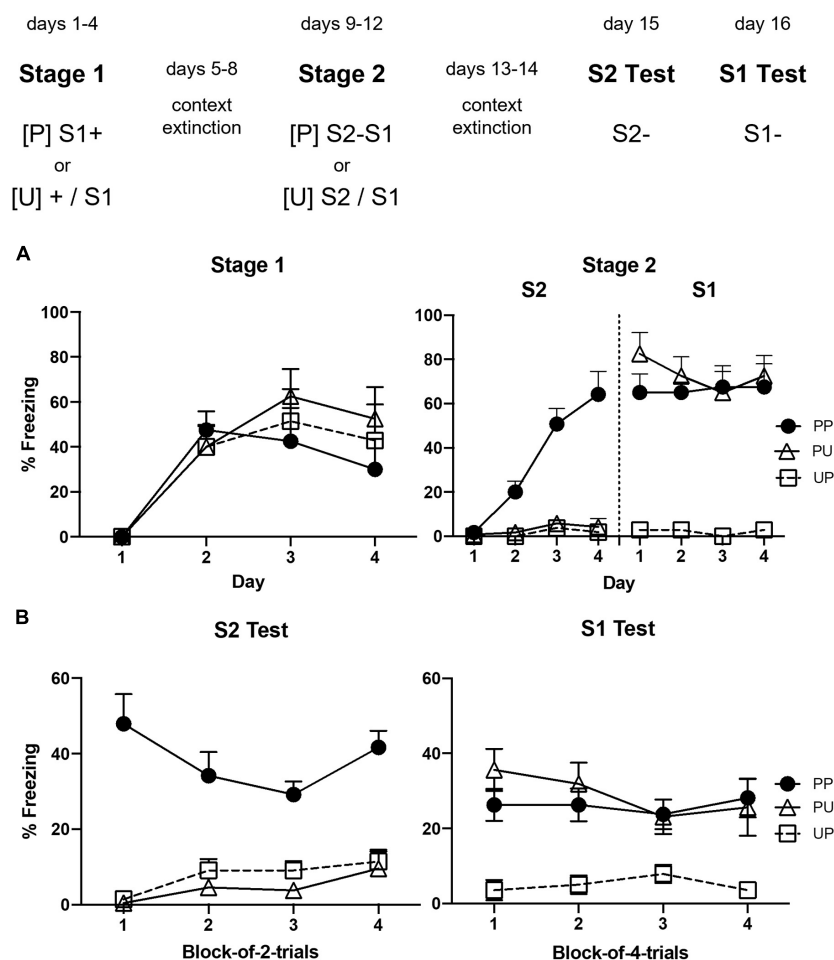 days 1-4
days 9-12
days 15
days 16
Stage 1
days 5-8
Stage 2
days 13-14
S2 Test
S1 Test
context
extinction
context
extinction
[P] S1+
[P] S2-S1
S2-
S1-
or
or
[U] + / S1
[U] S2 / S1
A
Stage 1
Stage 2
S2
S1
% Freezing
100
80
60
40
20
0
1
2
3
4
Day
100
80
60
40
20
0
1
2
3
4
1
2
3
4
Day
PP
PU
UP
B
S2 Test
S1 Test
% Freezing
60
40
20
0
1
2
3
4
Block-of-2-trials
60
40
20
0
1
2
3
4
Block-of-4-trials
PP
PU
UP